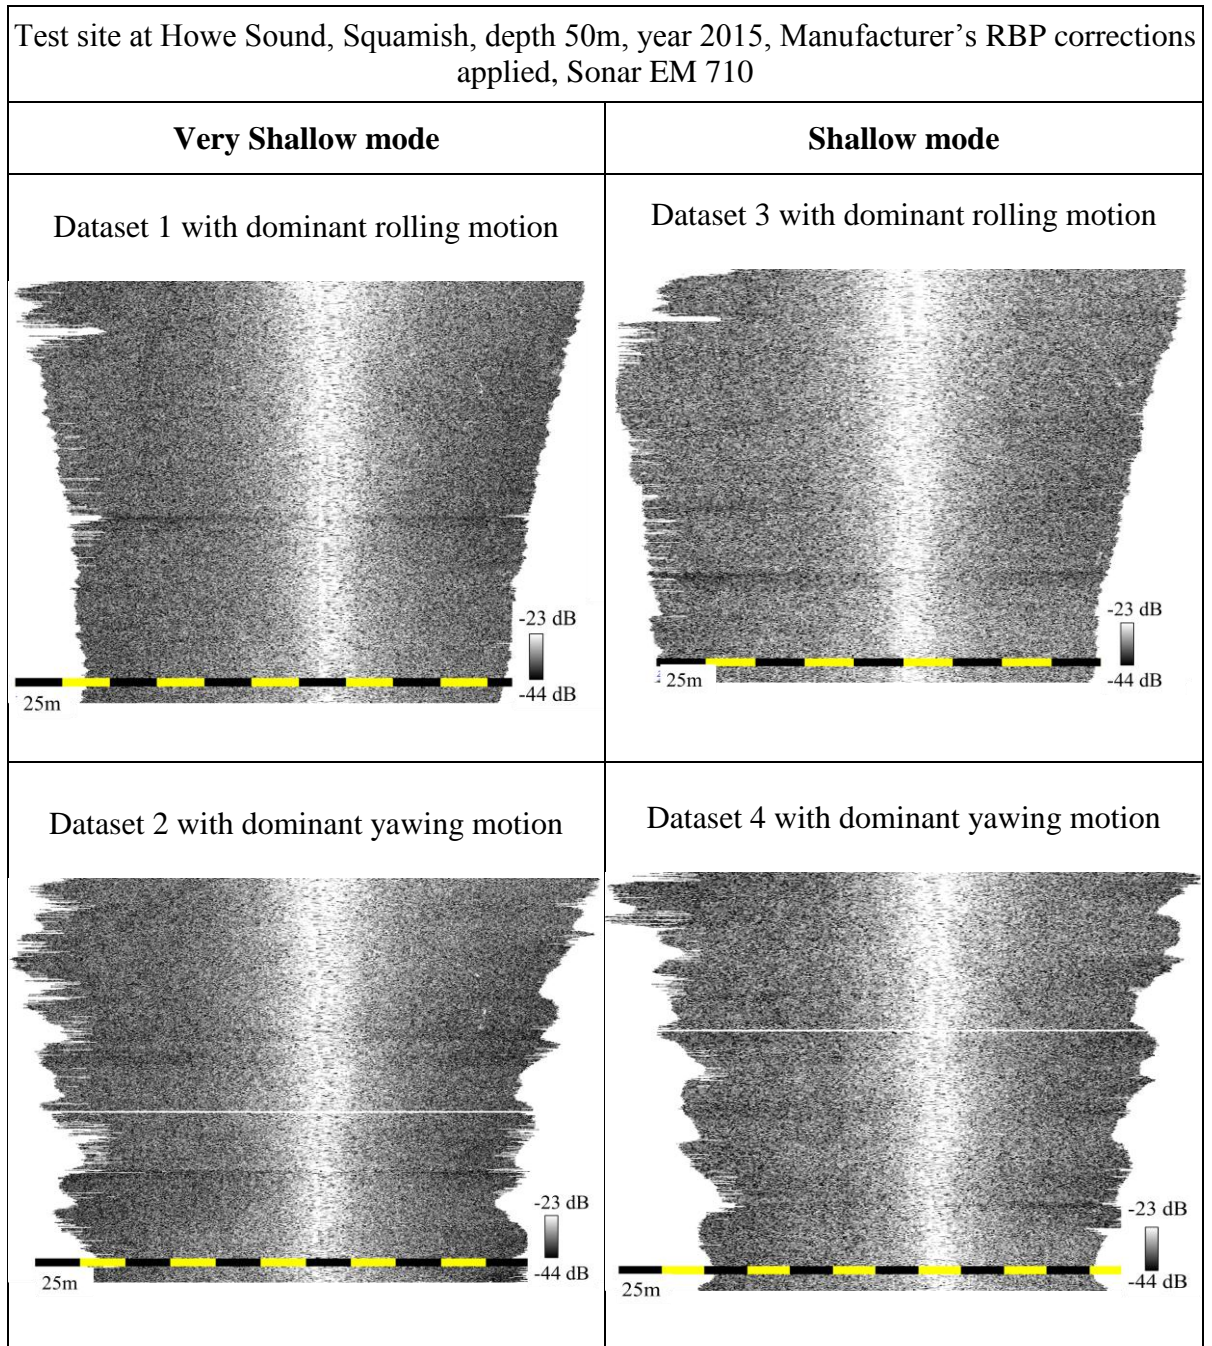 Test site at Howe Sound, Squamish, depth 50m, year 2015, Manufacturer’s RBP corrections
applied, Sonar EM 710
Very Shallow mode
Shallow mode
Dataset 1 with dominant rolling motion
-23 dB
-44 dB
25m
Dataset 3 with dominant rolling motion
-23 dB
-44 dB
25m
Dataset 2 with dominant yawing motion
-23 dB
-44 dB
25m
Dataset 4 with dominant yawing motion
-23 dB
-44 dB
25m